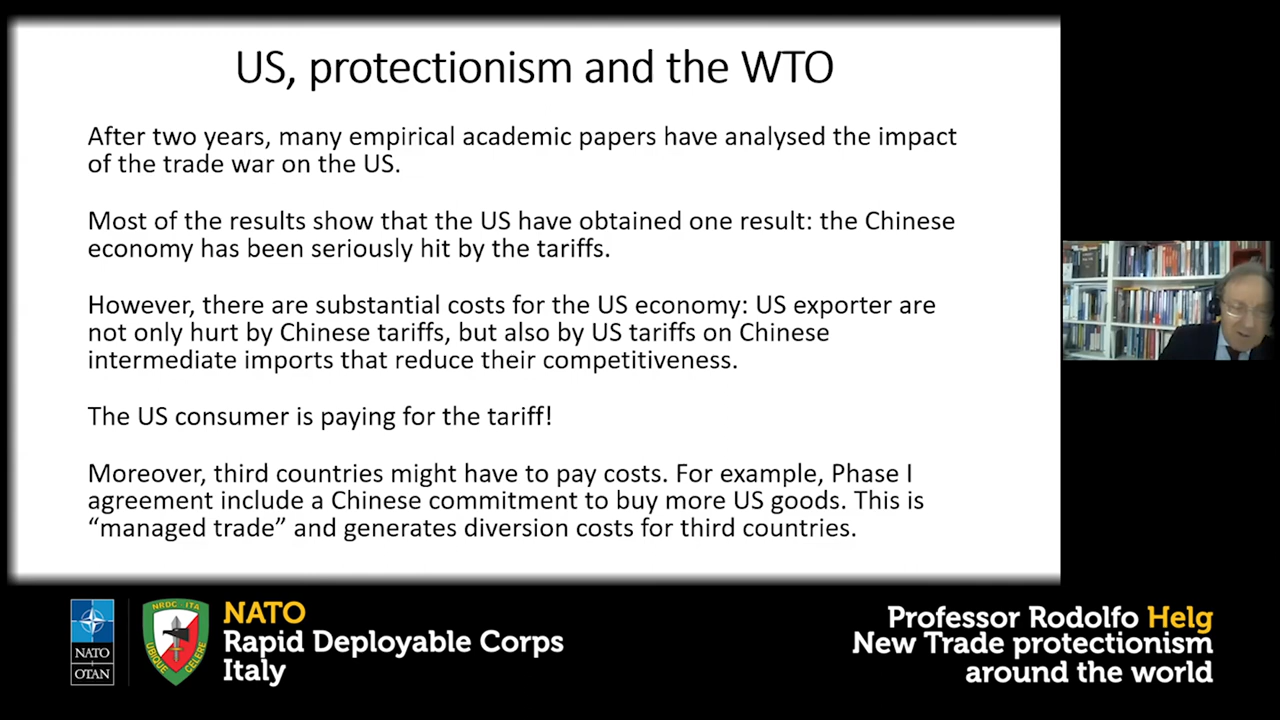 US, protectionism and the WTO
After two years, many empirical academic papers have analysed the impact
of the trade war on the US.
Most of the results show that the US have obtained one result: the Chinese
economy has been seriously hit by the tariffs.
However, there are substantial costs for the US economy: US exporter are
not only hurt by Chinese tariffs, but also by US tariffs on Chinese
intermediate imports that reduce their competitiveness.
The US consumer is paying for the tariff!
Moreover, third countries might have to pay costs. For example, Phase I
agreement include a Chinese commitment to buy more US goods. This is
“managed trade” and generates diversion costs for third countries.
NATO
OTAN
NRDC - ITA
UBIQUE CELERE
NATO
Rapid Deployable Corps
Italy
Professor Rodolfo Helg
New Trade protectionism
around the world